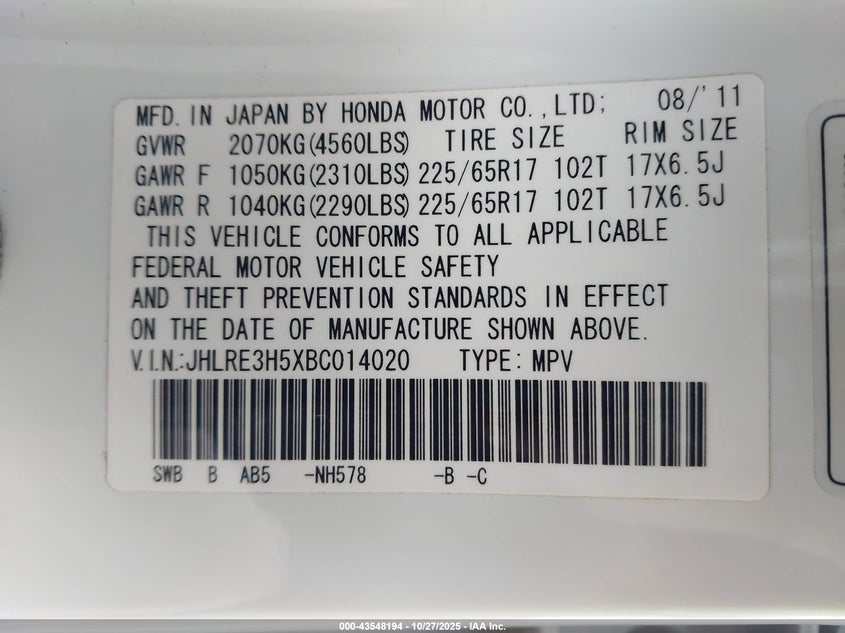 MFD. IN JAPAN BY HONDA MOTOR CO.,LTD; 08/'11
GVWR 2070KG(4560LBS) TIRE SIZE RIM SIZE
GAWR F 1050KG(2310LBS) 225/65R17 102T 17X6.5J
GAWR R 1040KG(2290LBS) 225/65R17 102T 17X6.5J
THIS VEHICLE CONFORMS TO ALL APPLICABLE
FEDERAL MOTOR VEHICLE SAFETY
AND THEFT PREVENTION STANDARDS IN EFFECT
ON THE DATE OF MANUFACTURE SHOWN ABOVE.
V.I.N.:JHLRE3H5XBC014020 TYPE: MPV
SWB B AB5 -NH578 -B -C
000-43548194 - 10/27/2025 - IAA Inc.